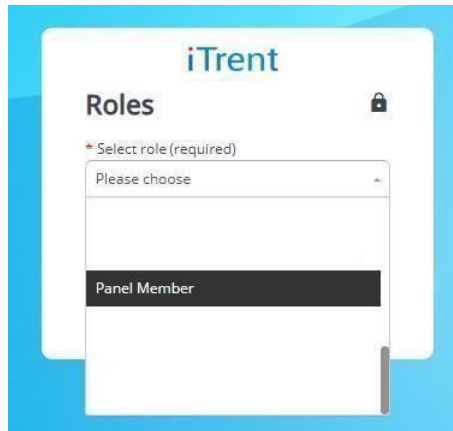 iTrent
Roles
* Select role (required)
Please choose
Panel Member